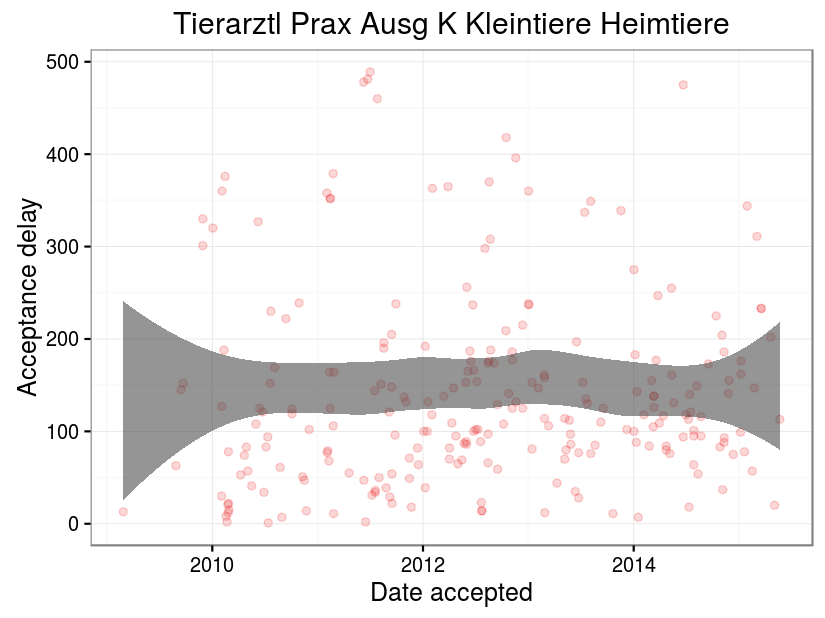 Tierarztl Prax Ausg K Kleintiere Heimtiere
500
400
300
200
100
0
Acceptance delay
2010 2012 2014
Date accepted